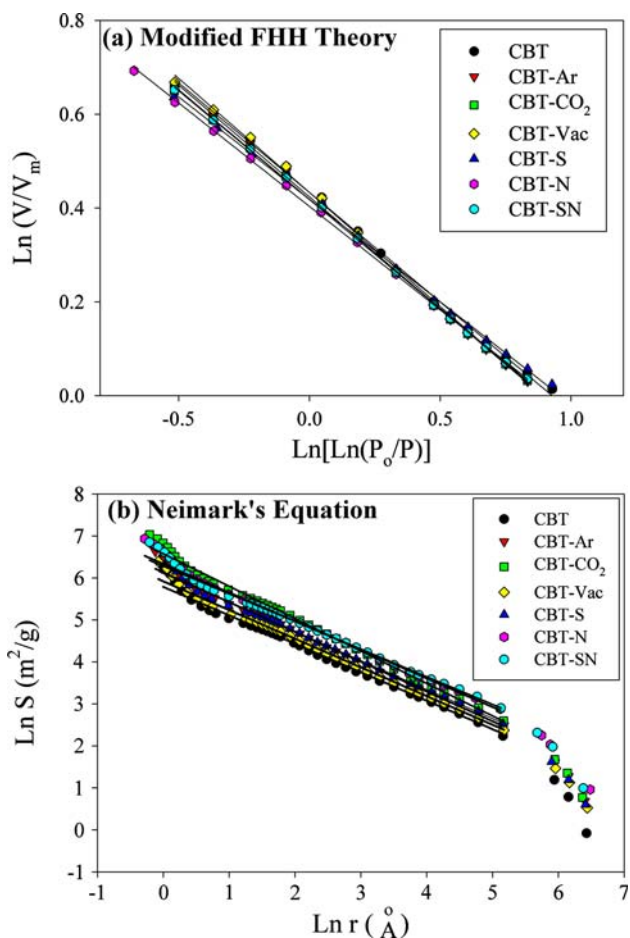 (a) Modified FHH Theory
CBT
CBT-Ar
CBT-CO₂
CBT-Vac
CBT-S
CBT-N
CBT-SN
Ln (V/Vₘ)
0.6
0.4
0.2
0.0
-0.5
0.0
0.5
1.0
Ln[Ln(Pₒ/P)]
(b) Neimark's Equation
CBT
CBT-Ar
CBT-CO₂
CBT-Vac
CBT-S
CBT-N
CBT-SN
Ln S (m²/g)
8
7
6
5
4
3
2
1
0
-1
-1
0
1
2
3
4
5
6
7
Ln r (Å)